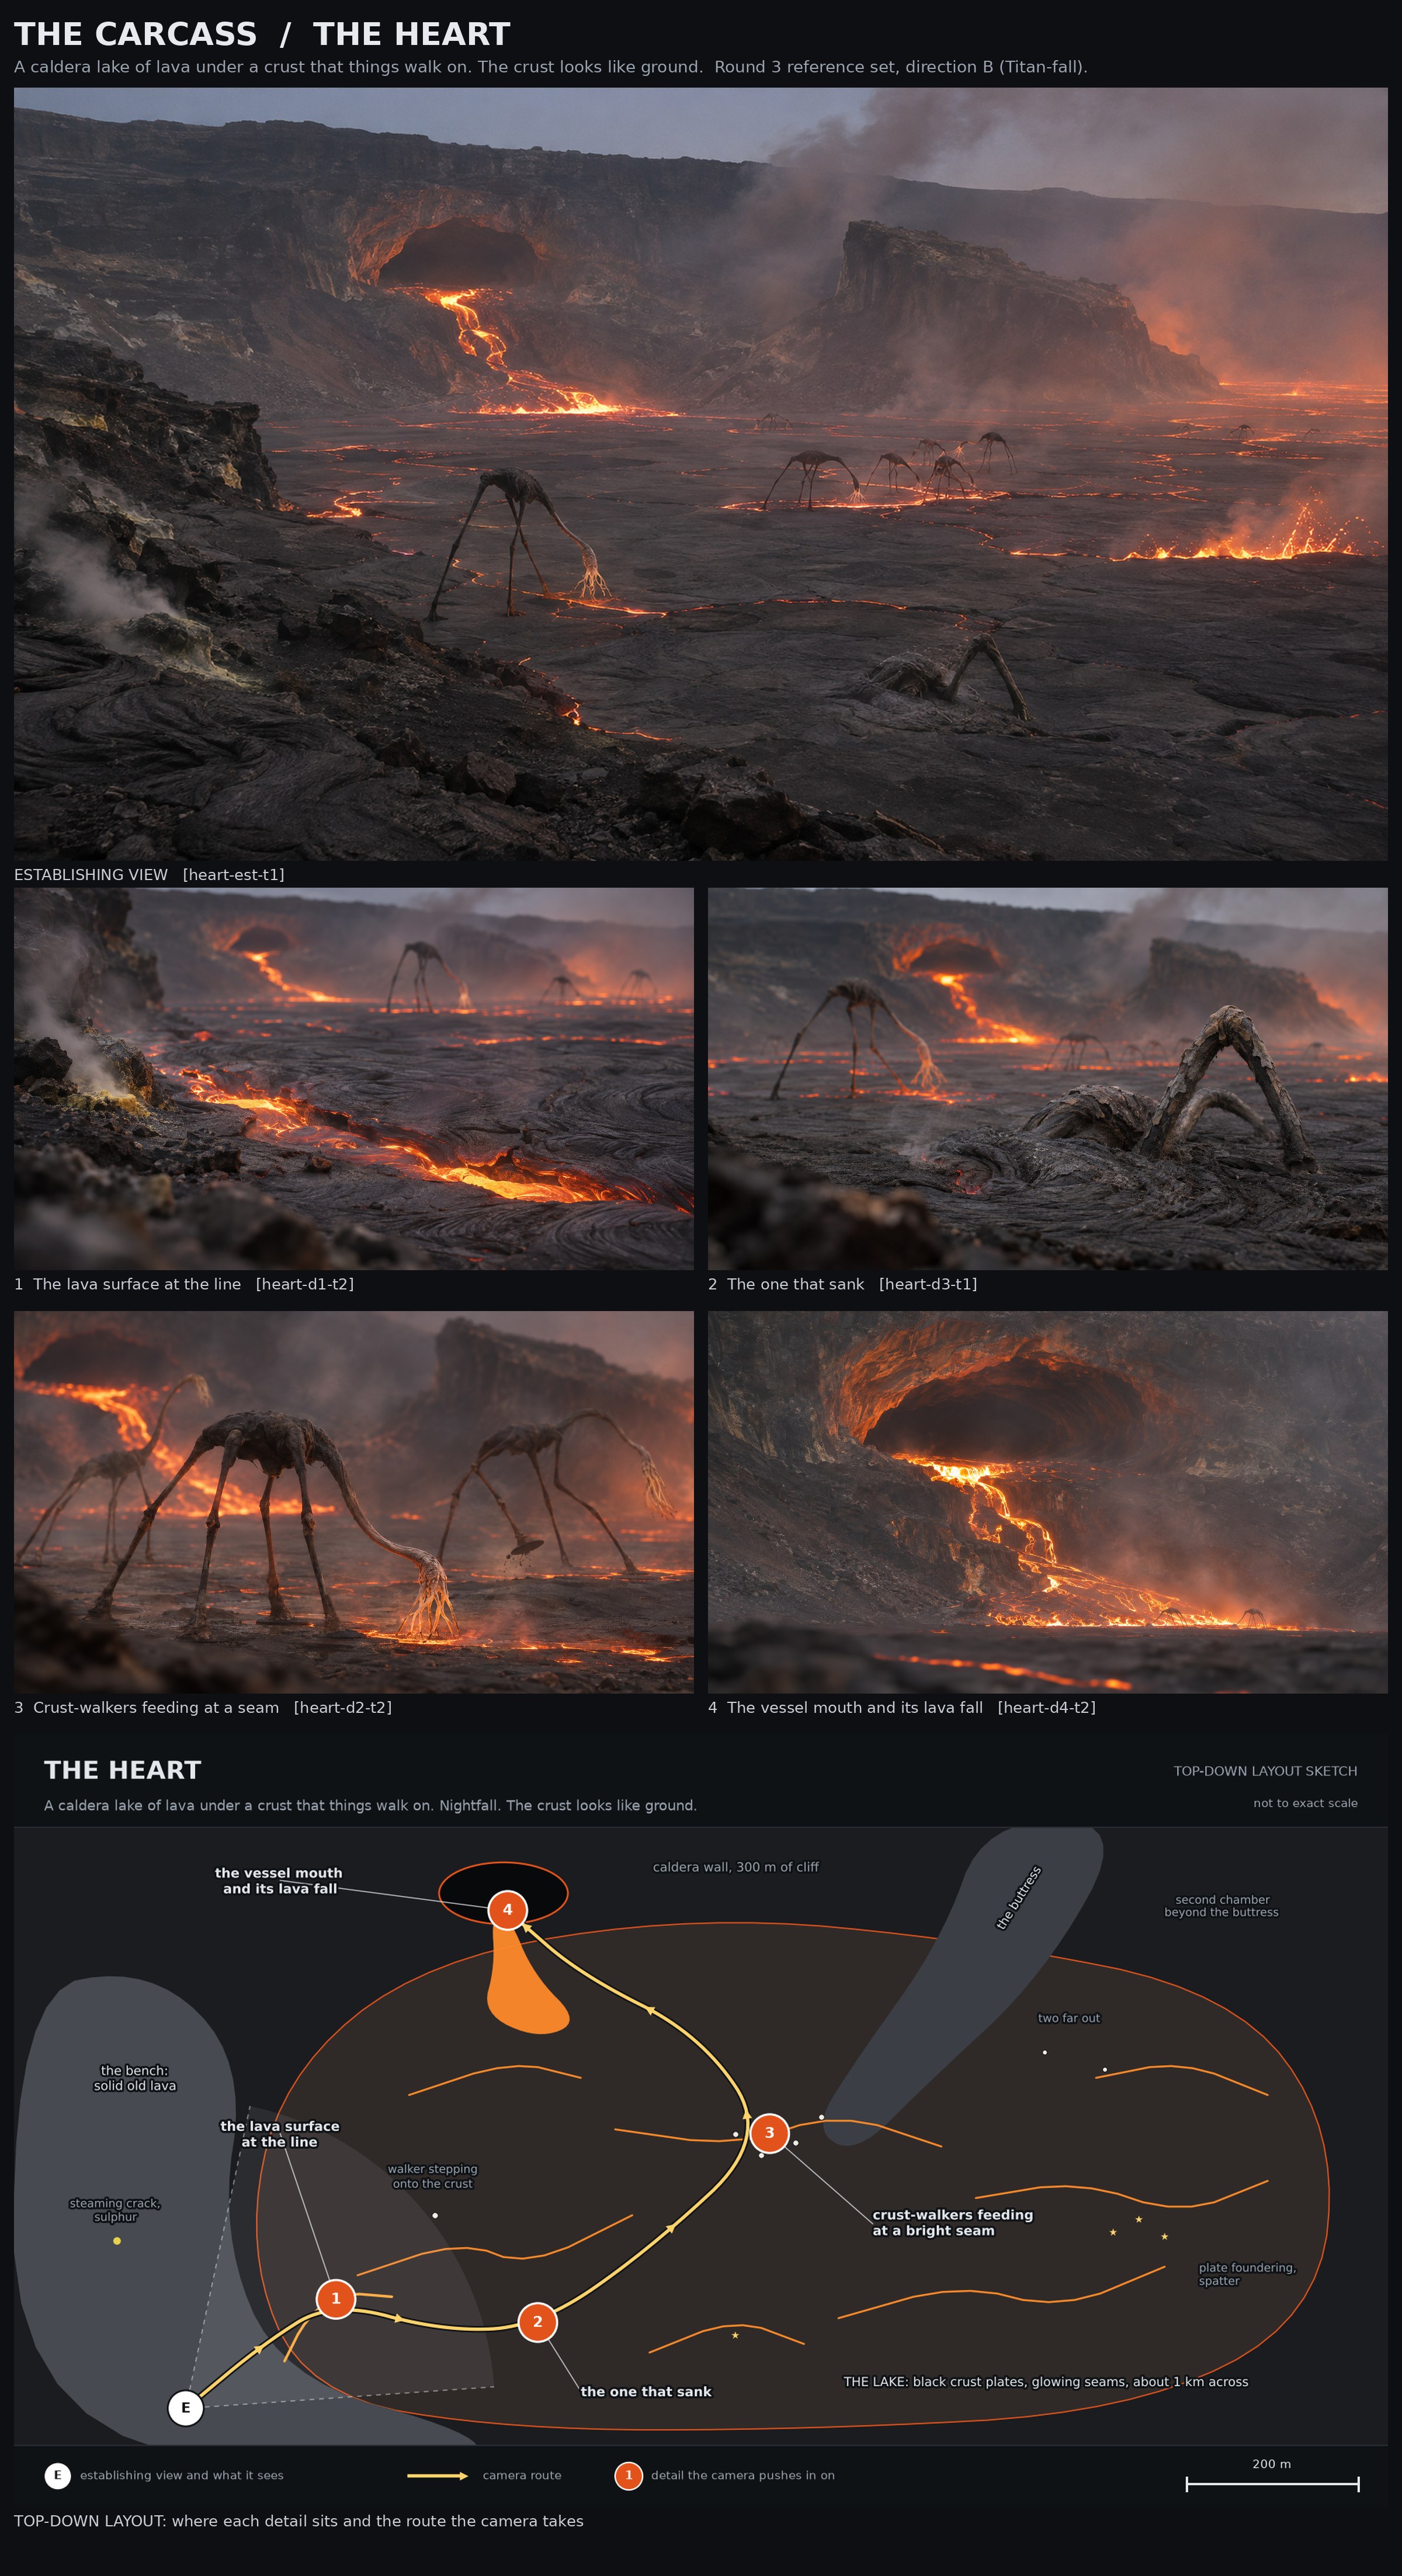 THE CARCASS / THE HEART
A caldera lake of lava under a crust that things walk on. The crust looks like ground. Round 3 reference set, direction B (Titan-fall).
ESTABLISHING VIEW [heart-est-t1]
1 The lava surface at the line [heart-d1-t2]
2 The one that sank [heart-d3-t1]
3 Crust-walkers feeding at a seam [heart-d2-t2]
4 The vessel mouth and its lava fall [heart-d4-t2]
THE HEART
TOP-DOWN LAYOUT SKETCH
A caldera lake of lava under a crust that things walk on. Nightfall. The crust looks like ground.
not to exact scale
the vessel mouth
and its lava fall
caldera wall, 300 m of cliff
the buttress
second chamber
beyond the buttress
4
two far out
the bench:
solid old lava
the lava surface
at the line
3
walker stepping
onto the crust
steaming crack,
sulphur
crust-walkers feeding
at a bright seam
plate foundering,
spatter
1
2
THE LAKE: black crust plates, glowing seams, about 1 km across
the one that sank
E
E establishing view and what it sees
camera route
1 detail the camera pushes in on
200 m
TOP-DOWN LAYOUT: where each detail sits and the route the camera takes